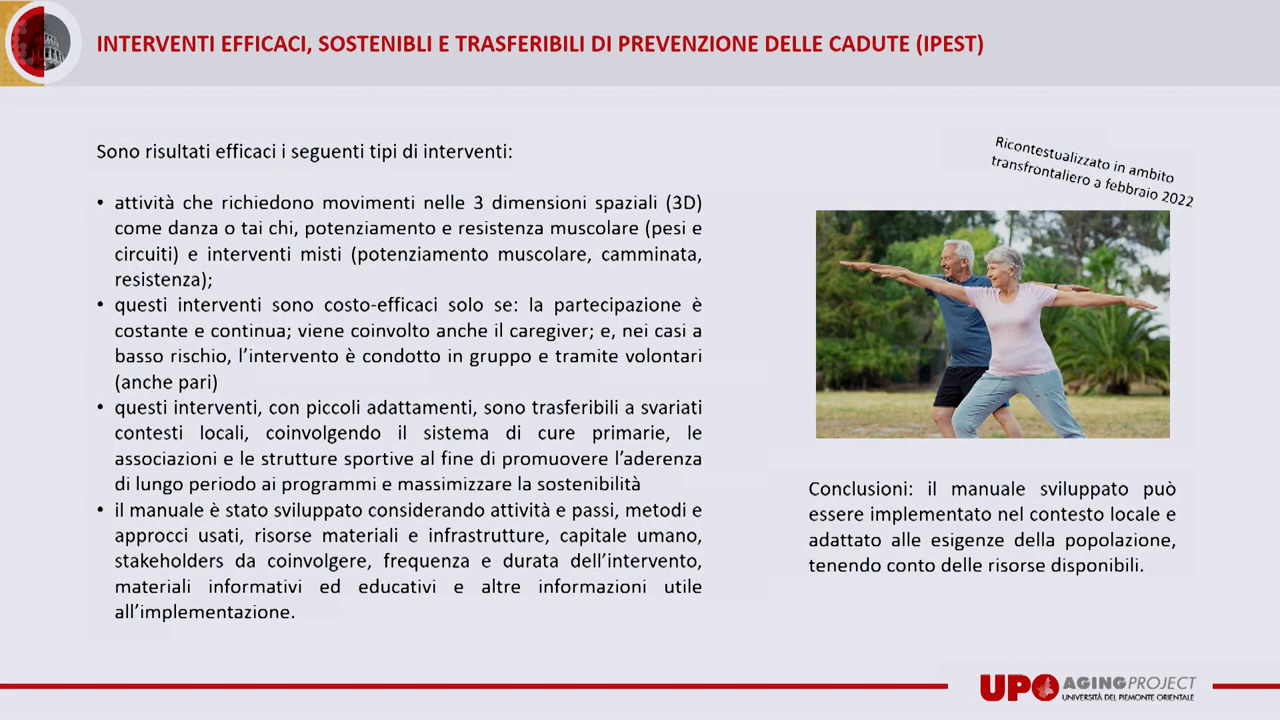 INTERVENTI EFFICACI, SOSTENIBLI E TRASFERIBILI DI PREVENZIONE DELLE CADUTE (IPEST)
Sono risultati efficaci i seguenti tipi di interventi:
• attività che richiedono movimenti nelle 3 dimensioni spaziali (3D)
come danza o tai chi, potenziamento e resistenza muscolare (pesi e
circuiti) e interventi misti (potenziamento muscolare, camminata,
resistenza);
• questi interventi sono costo-efficaci solo se: la partecipazione è
costante e continua; viene coinvolto anche il caregiver; e, nei casi a
basso rischio, l'intervento è condotto in gruppo e tramite volontari
(anche pari)
• questi interventi, con piccoli adattamenti, sono trasferibili a svariati
contesti locali, coinvolgendo il sistema di cure primarie, le
associazioni e le strutture sportive al fine di promuovere l'aderenza
di lungo periodo ai programmi e massimizzare la sostenibilità
• il manuale è stato sviluppato considerando attività e passi, metodi e
approcci usati, risorse materiali e infrastrutture, capitale umano,
stakeholders da coinvolgere, frequenza e durata dell'intervento,
materiali informativi ed educativi e altre informazioni utile
all'implementazione.
Ricontestualizzato in ambito
transfrontaliero a febbraio 2022
Conclusioni: il manuale sviluppato può
essere implementato nel contesto locale e
adattato alle esigenze della popolazione,
tenendo conto delle risorse disponibili.
UPO AGING PROJECT
UNIVERSITÀ DEL PIEMONTE ORIENTALE